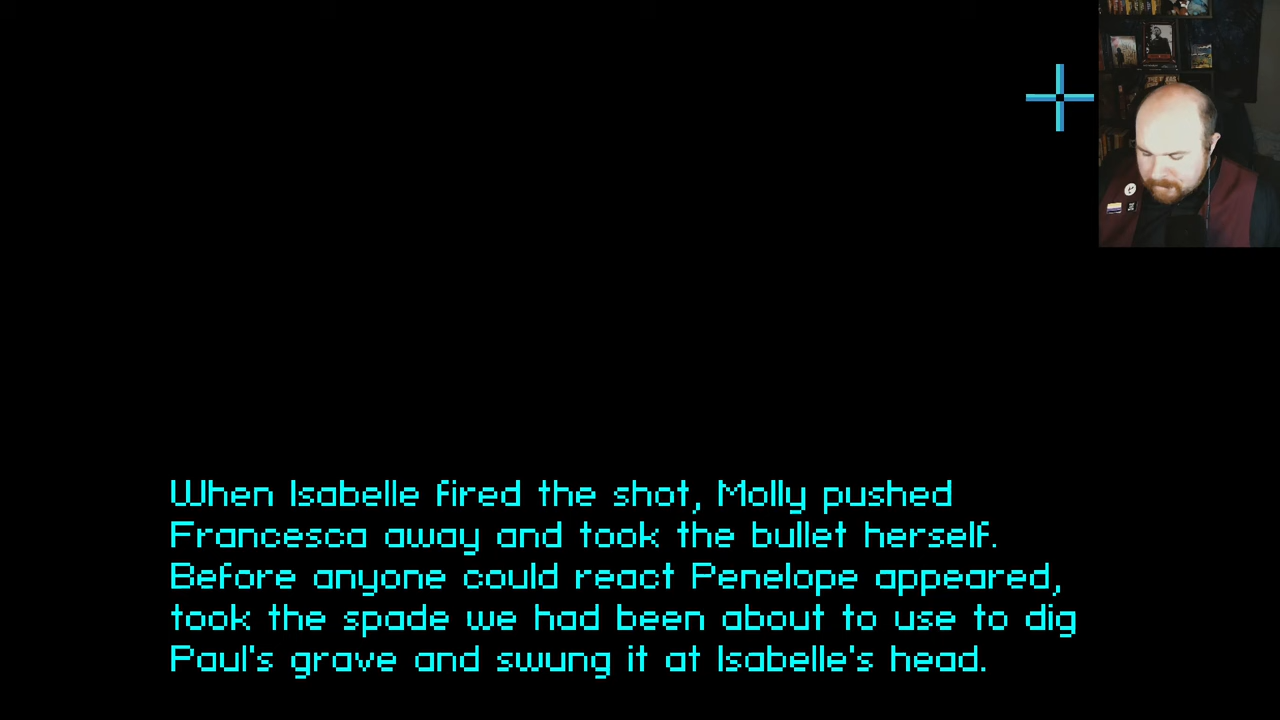 When Isabelle fired the shot, Molly pushed
Francesca away and took the bullet herself.
Before anyone could react Penelope appeared,
took the spade we had been about to use to dig
Paul's grave and swung it at Isabelle's head.